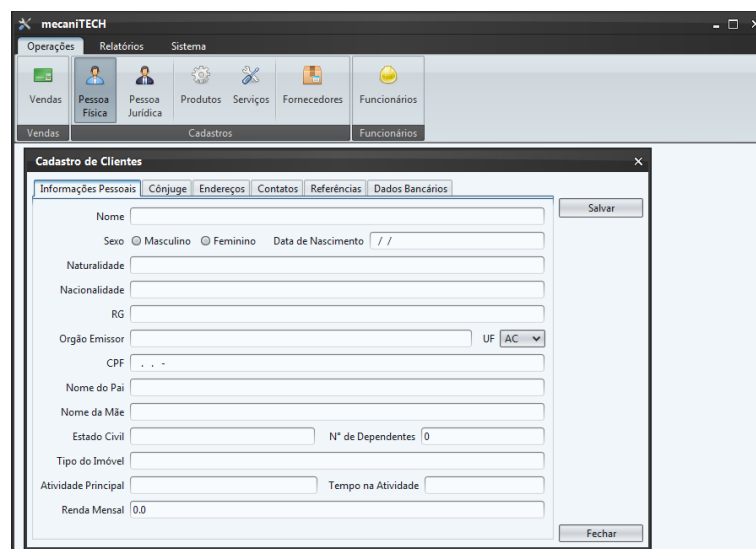 mecaniTECH
Operações Relatórios Sistema
Vendas Pessoa Física Pessoa Jurídica Produtos Serviços Fornecedores Funcionários
Vendas Cadastros Funcionários
Cadastro de Clientes
Informações Pessoais Cônjuge Endereços Contatos Referências Dados Bancários
Nome Salvar
Sexo Masculino Feminino Data de Nascimento / /
Naturalidade
Nacionalidade
RG
Orgão Emissor UF AC
CPF . . -
Nome do Pai
Nome da Mãe
Estado Civil N° de Dependentes 0
Tipo do Imóvel
Atividade Principal Tempo na Atividade
Renda Mensal 0.0
Fechar